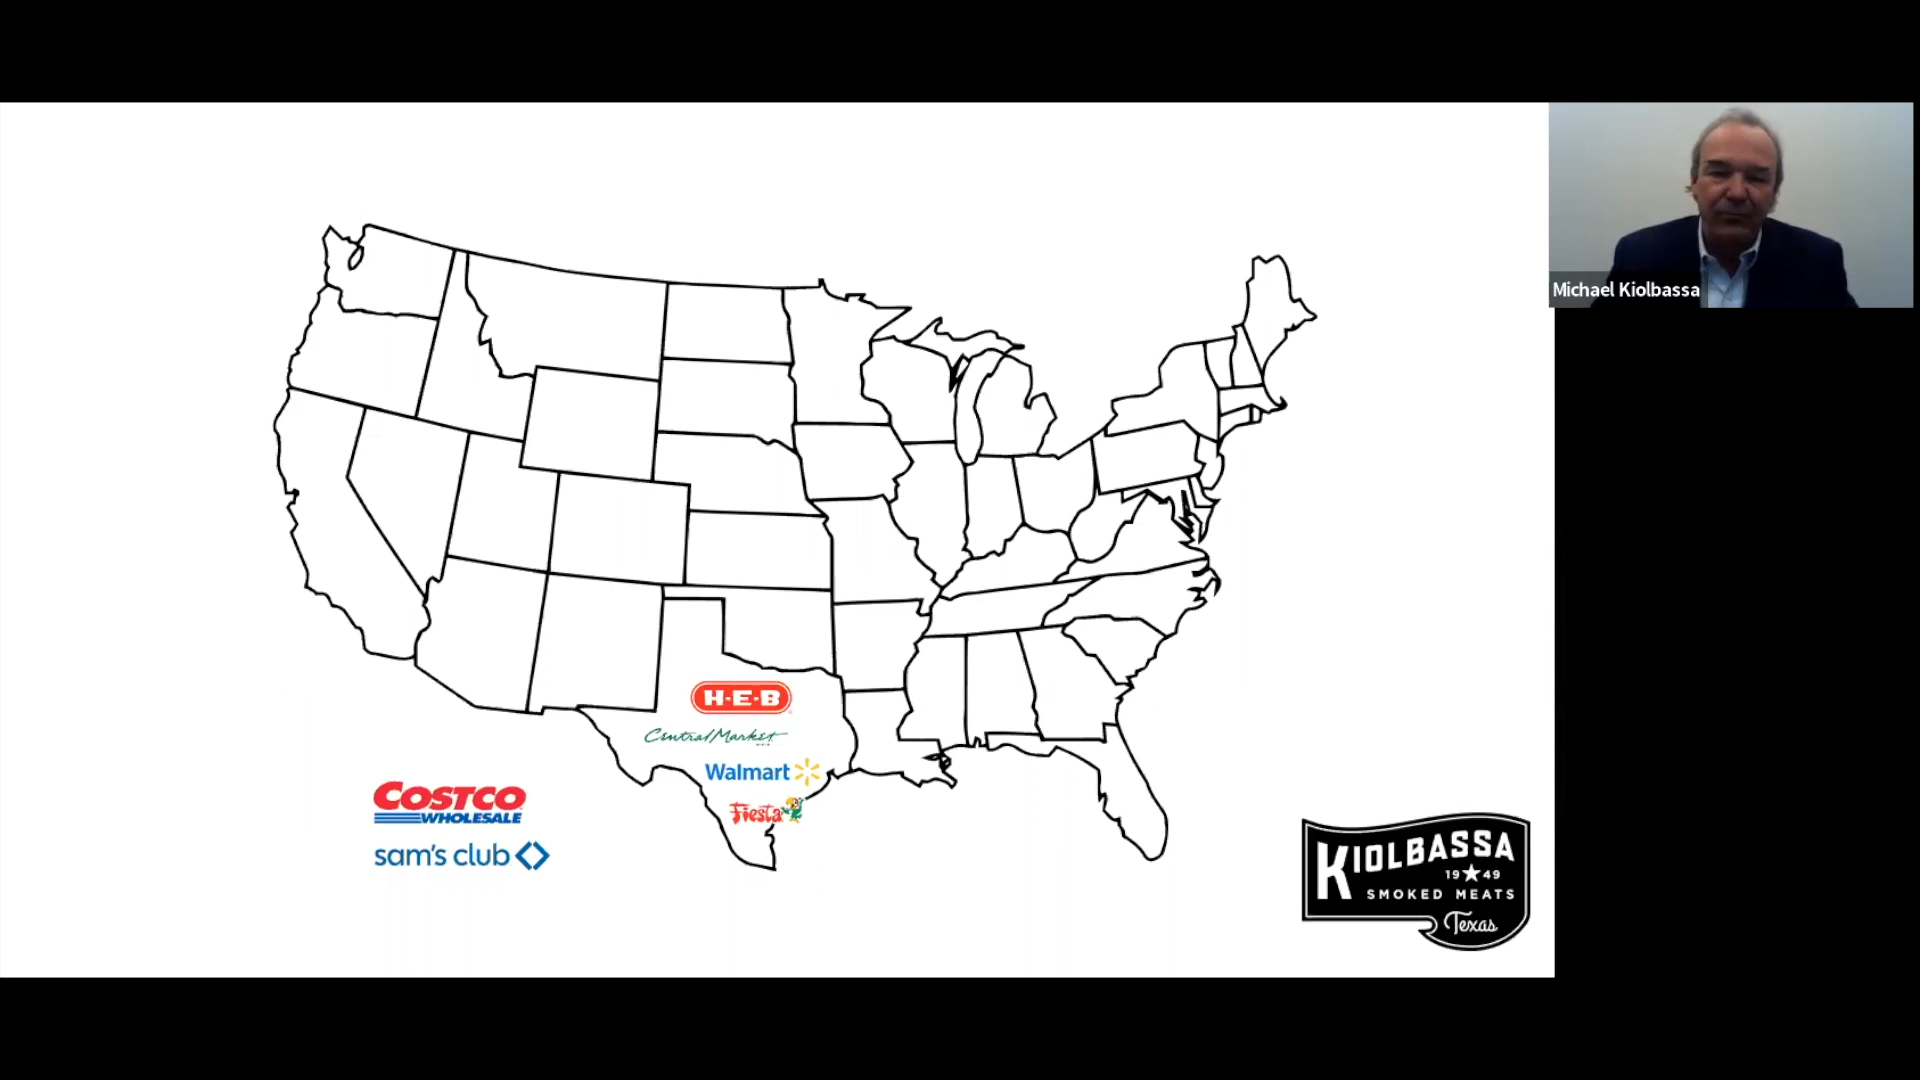 Michael Kiolbassa
H-E-B
Central Market
Walmart
Fiesta
COSTCO
WHOLESALE
sam's club
KIOLBASSA
19★49
SMOKED MEATS
Texas